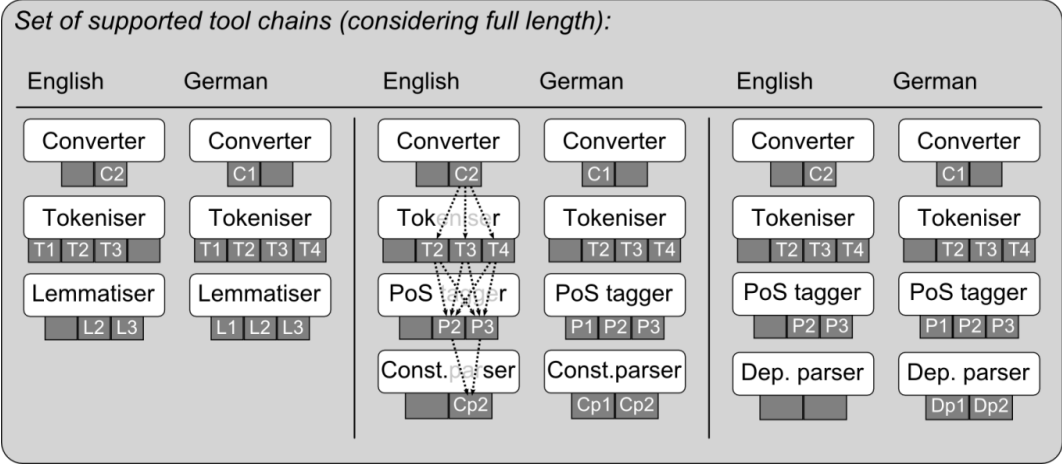 Set of supported tool chains (considering full length):
English German English German English German
Converter Converter Converter Converter Converter Converter
C2 C1 C2 C1 C2 C1
Tokeniser Tokeniser Tokeniser Tokeniser Tokeniser Tokeniser
T1 T2 T3 T1 T2 T3 T4 T2 T3 T4 T2 T3 T4 T2 T3 T4 T2 T3 T4
Lemmatiser Lemmatiser PoS tagger PoS tagger PoS tagger PoS tagger
L2 L3 L1 L2 L3 P2 P3 P1 P2 P3 P2 P3 P1 P2 P3
Const.parser Const.parser Dep. parser Dep. parser
Cp2 Cp1 Cp2 Dp1 Dp2